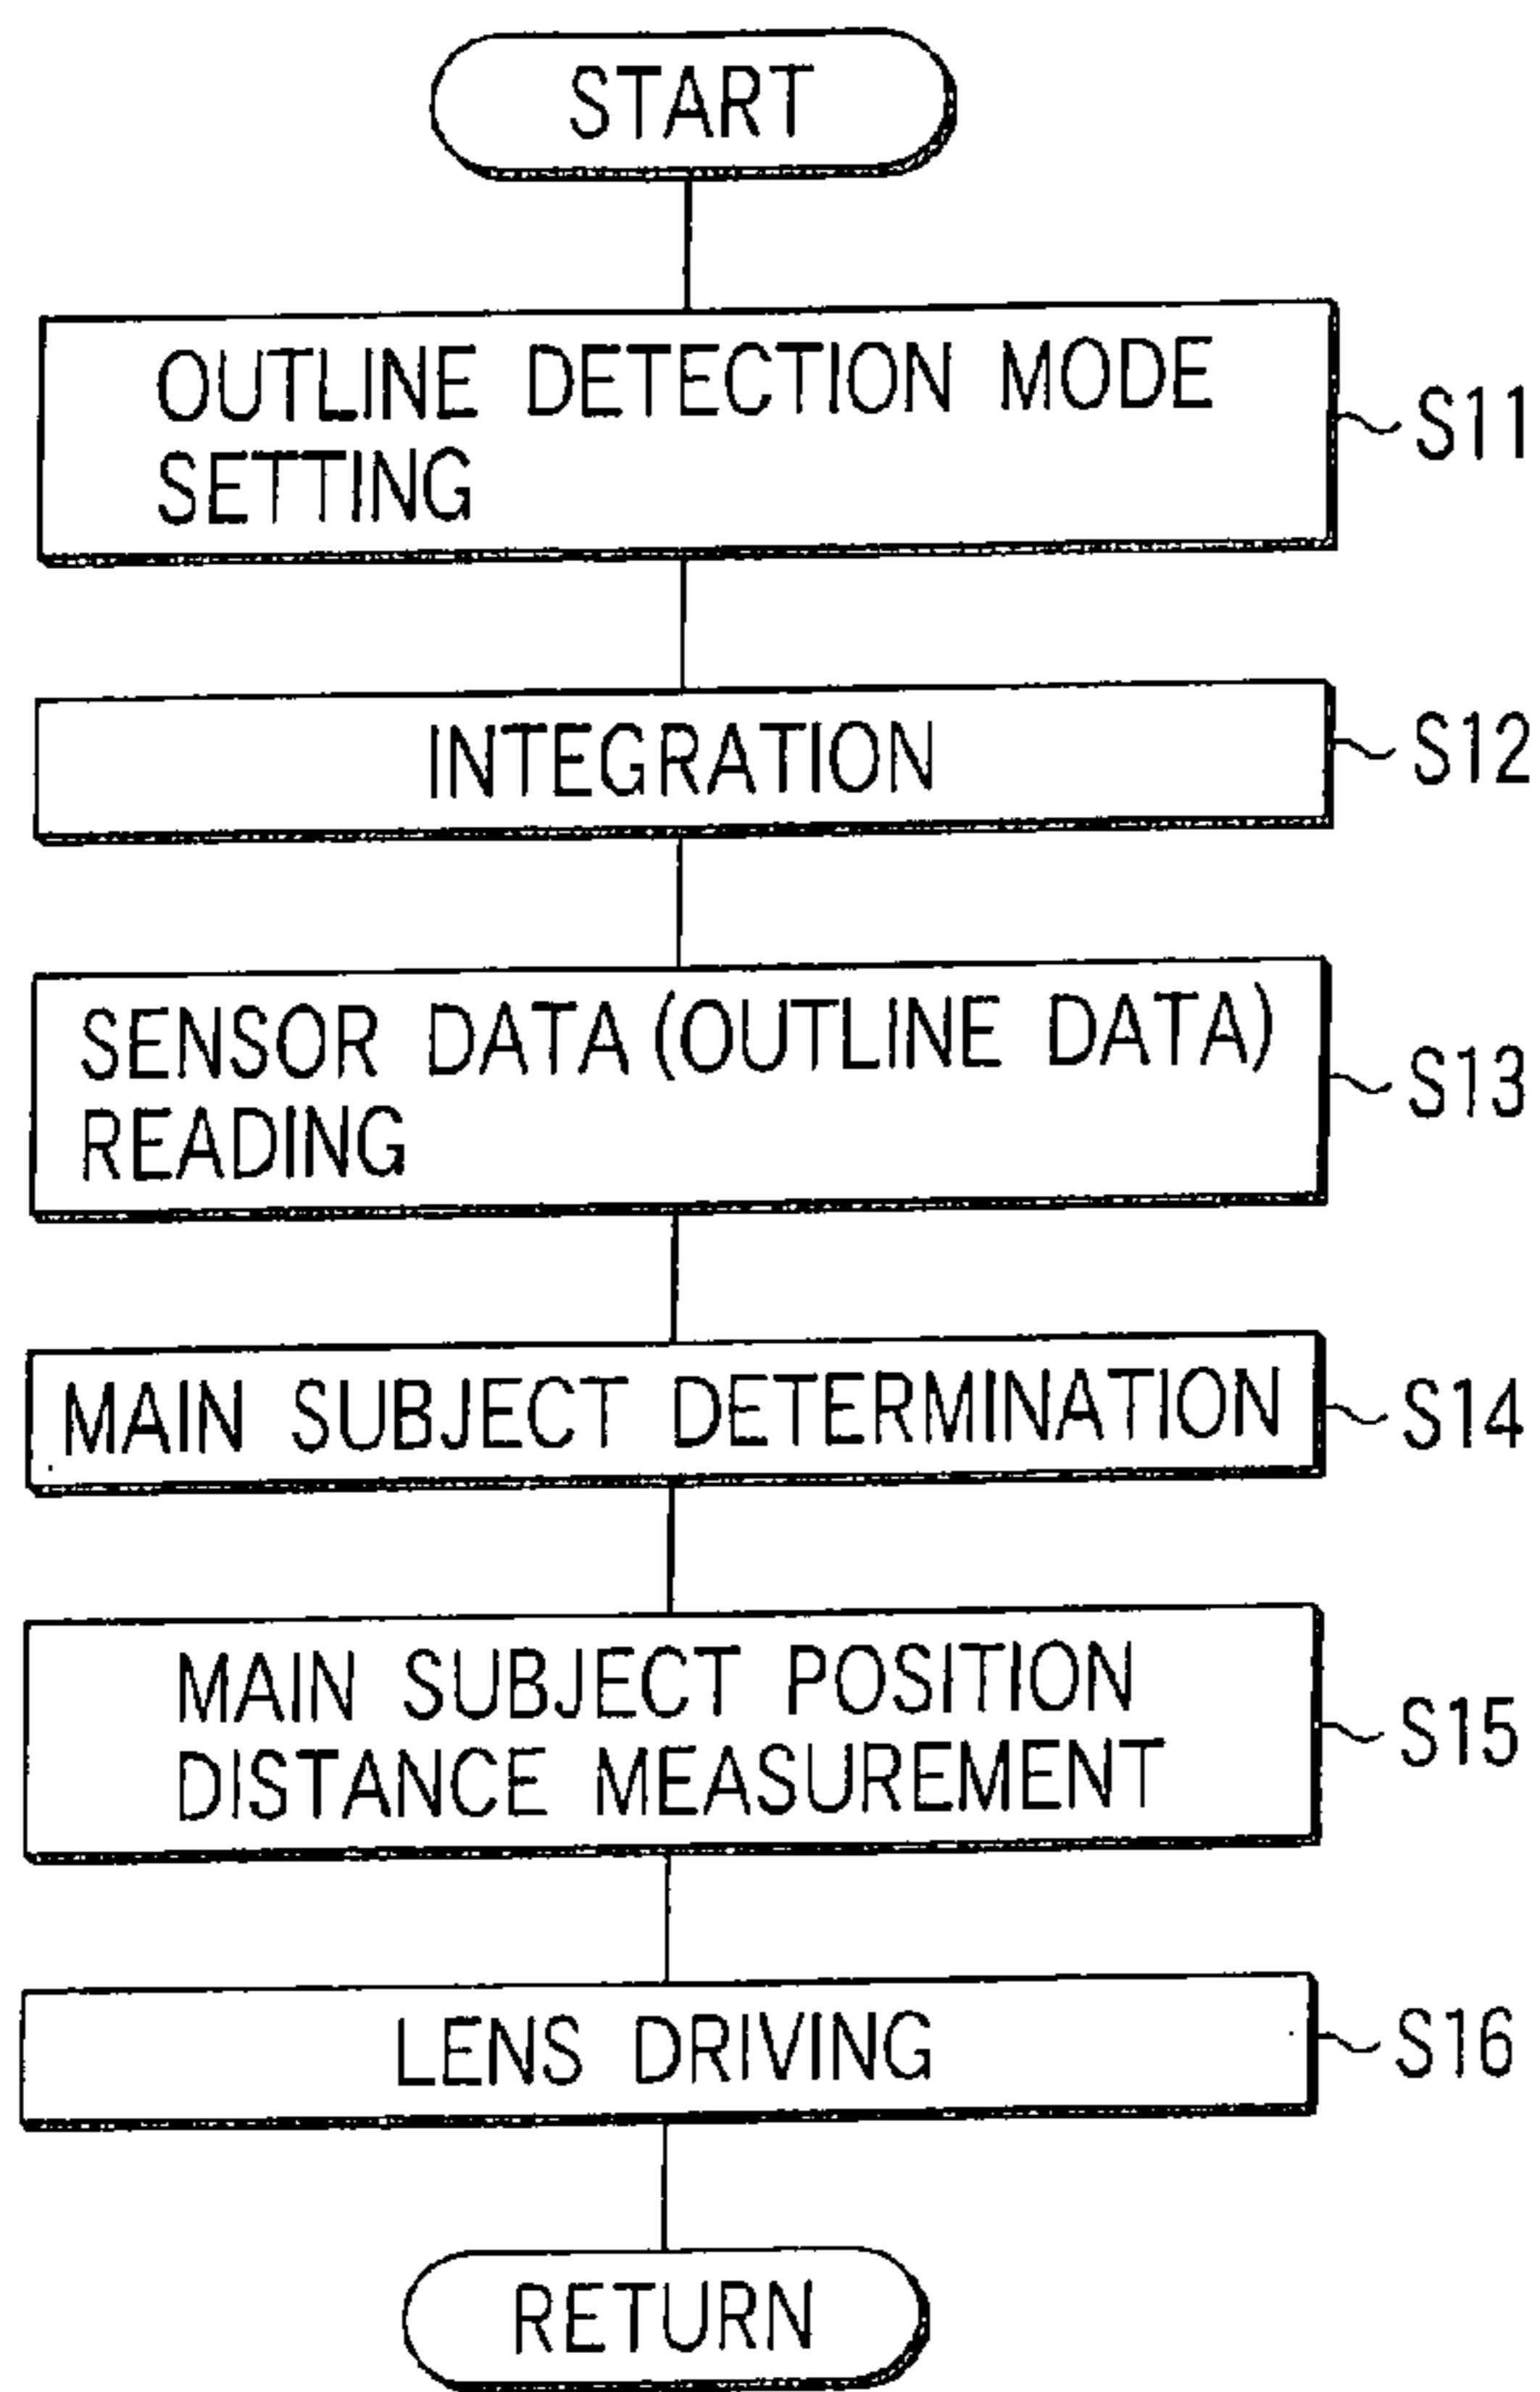 START
OUTLINE DETECTION MODE
SETTING
S11
INTEGRATION
S12
SENSOR DATA (OUTLINE DATA)
READING
S13
MAIN SUBJECT DETERMINATION
S14
MAIN SUBJECT POSITION
DISTANCE MEASUREMENT
S15
LENS DRIVING
S16
RETURN